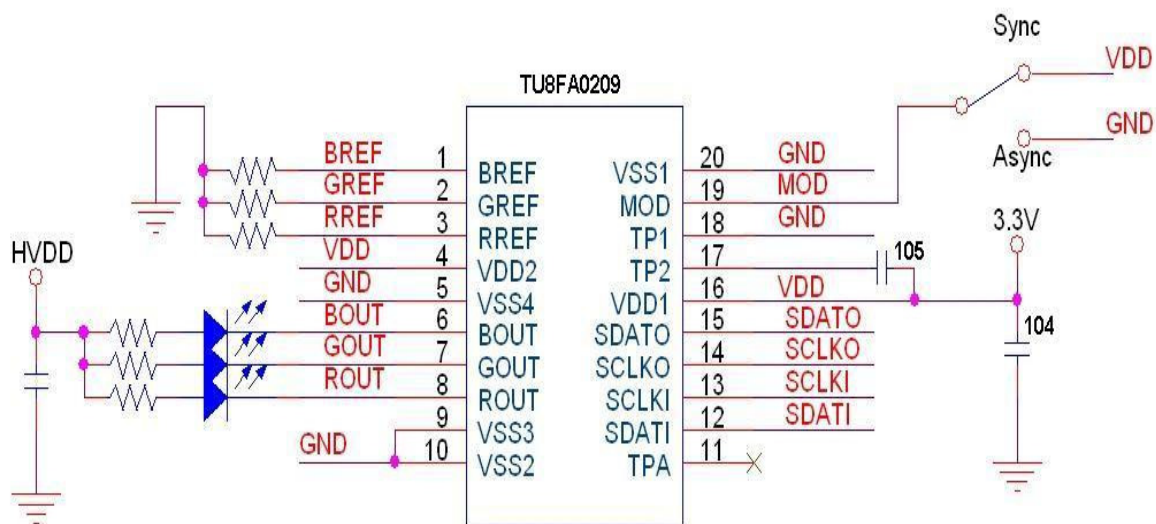 Sync
VDD
TU8FA0209
GND
Async
BREF 1 BREF VSS1 20 GND
GREF 2 GREF MOD 19 MOD
RREF 3 RREF TP1 18 GND
3.3V
HVDD
VDD 4 VDD2 TP2 17 105
GND 5 VSS4 VDD1 16 VDD
BOUT 6 BOUT SDATO 15 SDATO
104
GOUT 7 GOUT SCLKO 14 SCLKO
ROUT 8 ROUT SCLKI 13 SCLKI
9 VSS3 SDATI 12 SDATI
GND 10 VSS2 TPA 11